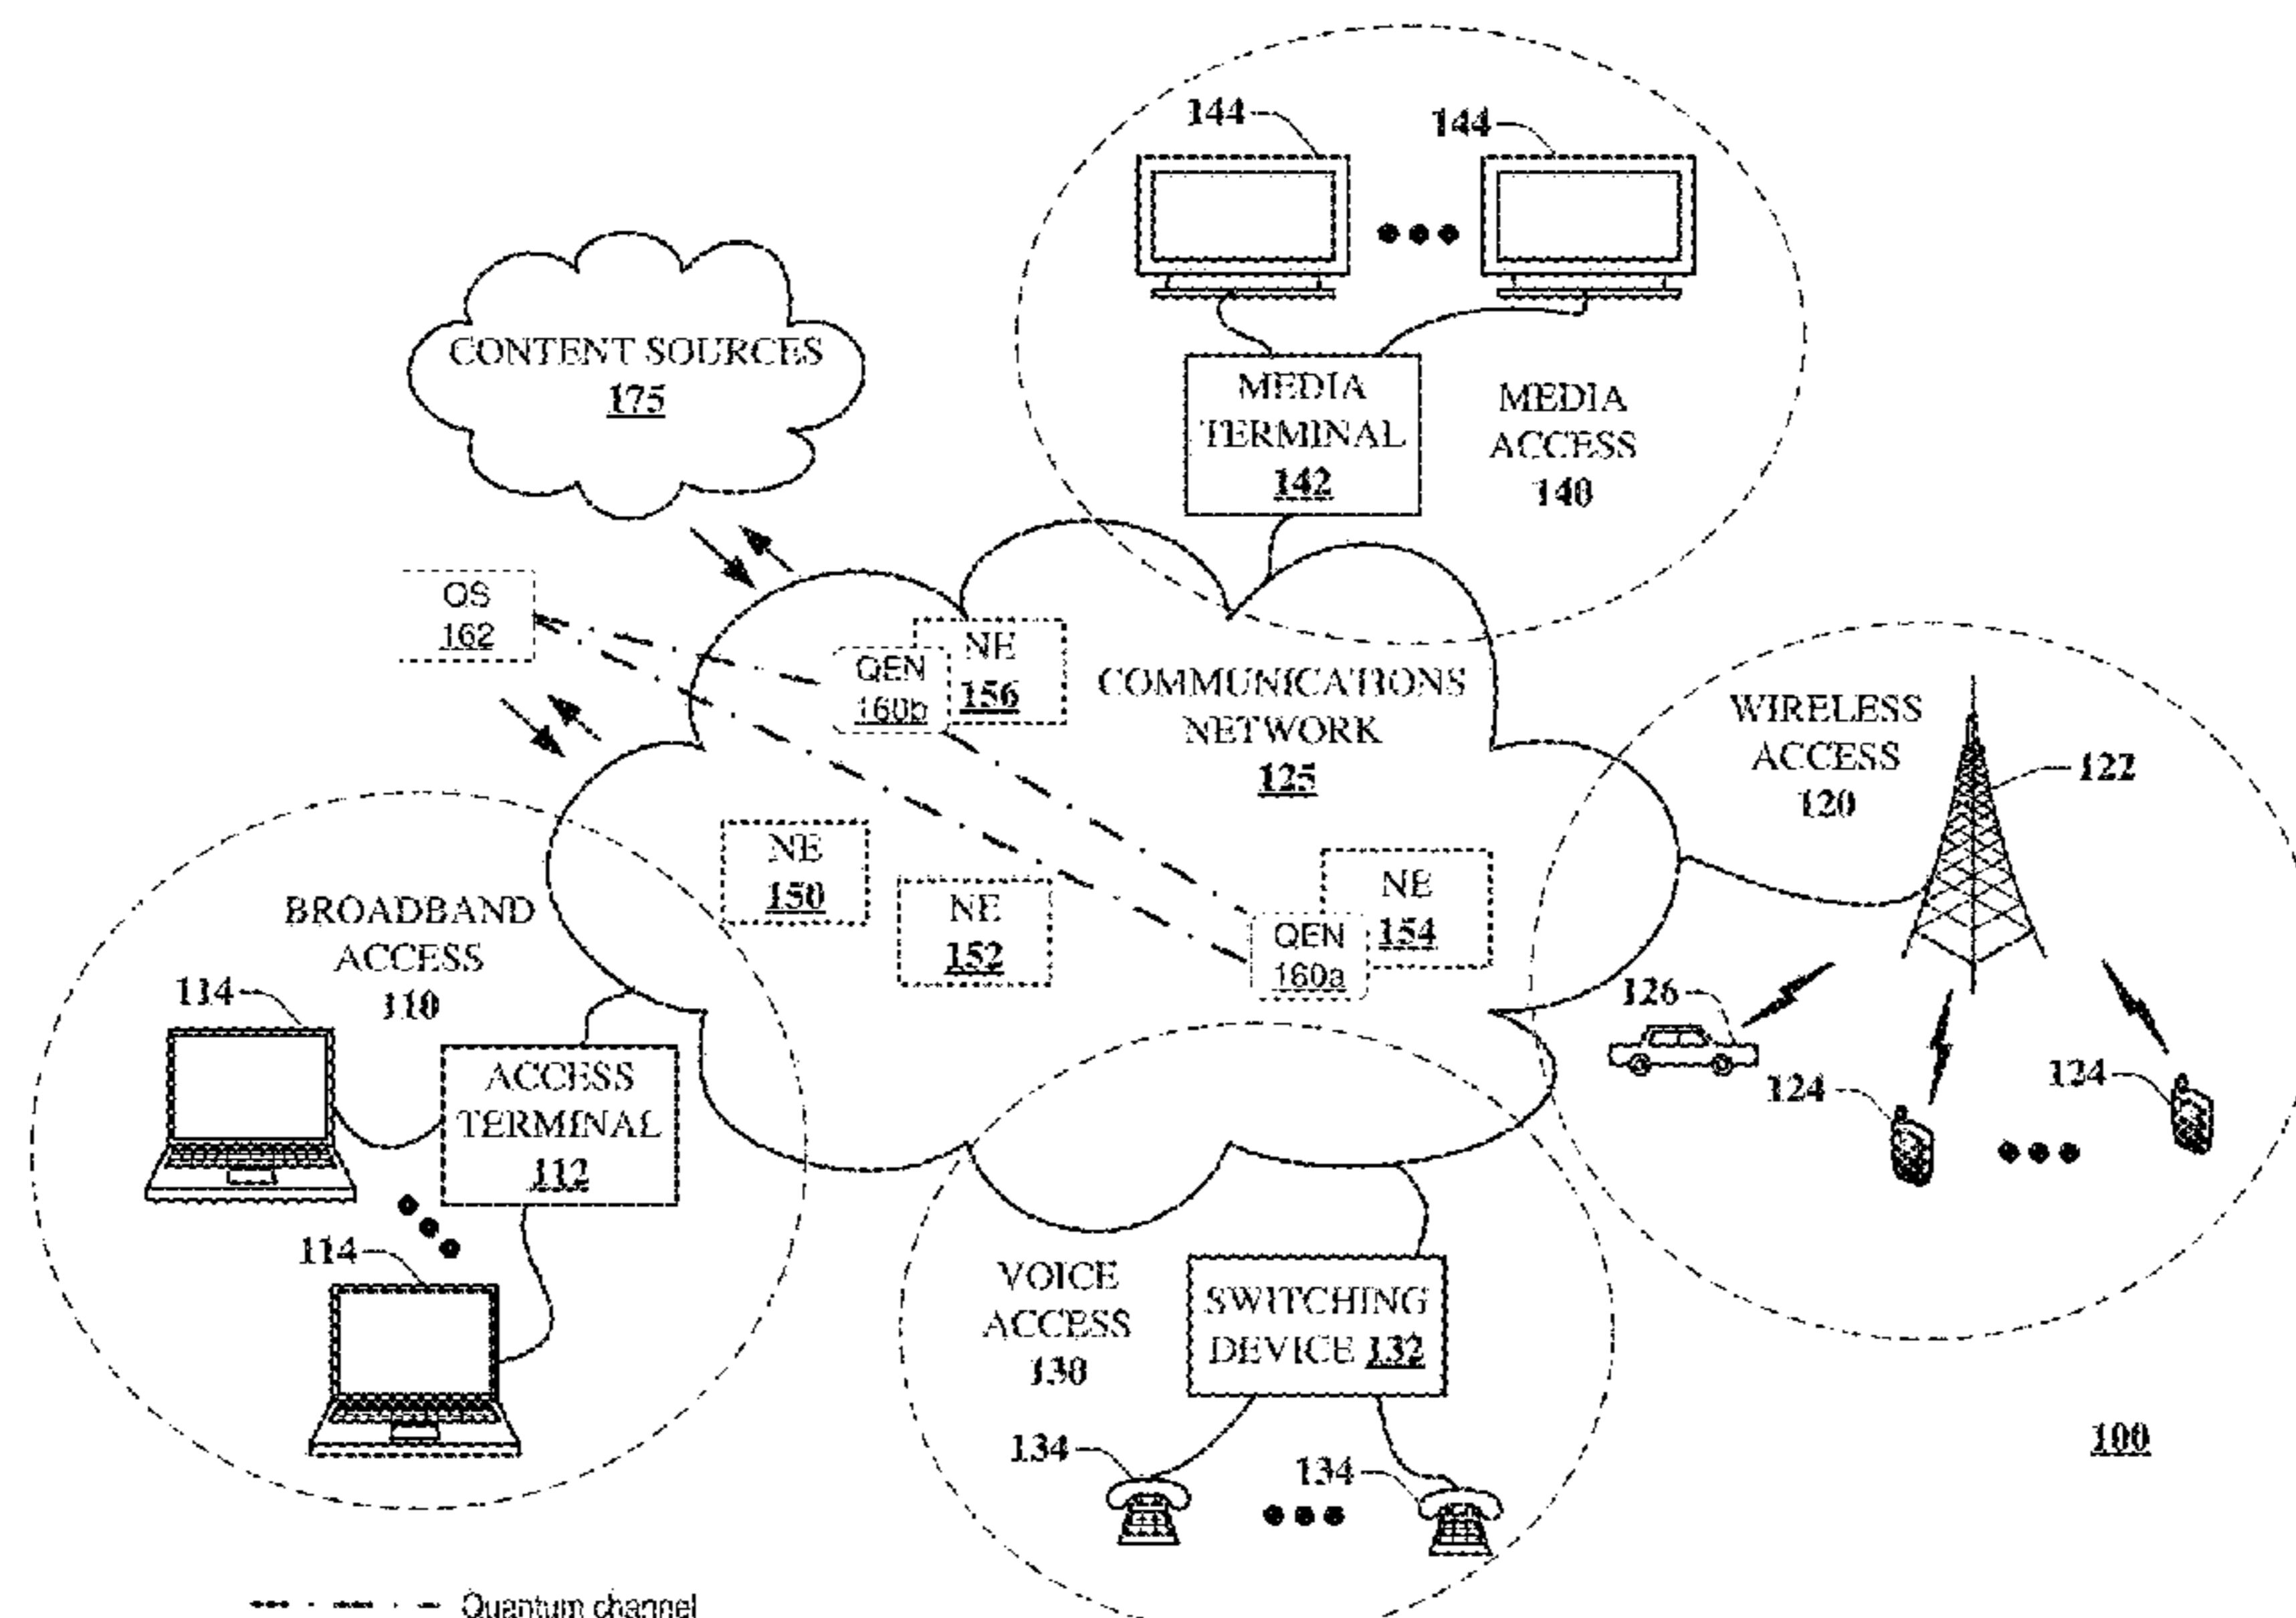 144
144
CONTENT SOURCES
175
MEDIA
TERMINAL
142
MEDIA
ACCESS
140
QS
162
NE
156
QEN
160b
COMMUNICATIONS
NETWORK
125
WIRELESS
ACCESS
120
122
NE
150
NE
152
NE
154
QEN
160a
BROADBAND
ACCESS
110
114
ACCESS
TERMINAL
112
114
126
124
124
VOICE
ACCESS
130
SWITCHING
DEVICE 132
134
134
100
Quantum channel